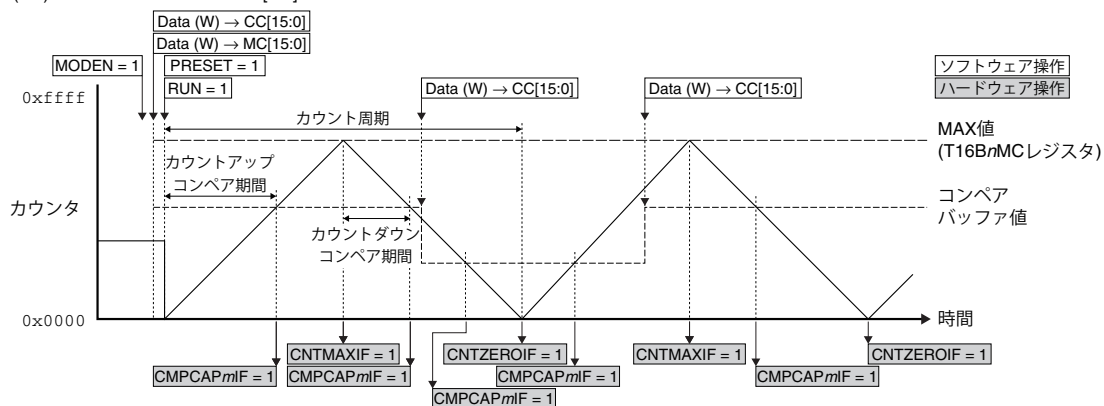 Data (W) → CC[15:0]
Data (W) → MC[15:0]
MODEN = 1
PRESET = 1
RUN = 1
Data (W) → CC[15:0]
Data (W) → CC[15:0]
ソフトウェア操作
ハードウェア操作
0xffff
カウント周期
MAX値
(T16BnMCレジスタ)
カウントアップ
コンペア期間
カウンタ
コンペア
バッファ値
カウントダウン
コンペア期間
0x0000
時間
CNTMAXIF = 1
CNTZEROIF = 1
CNTMAXIF = 1
CNTZEROIF = 1
CMPCAPmIF = 1
CMPCAPmIF = 1
CMPCAPmIF = 1
CMPCAPmIF = 1
CMPCAPmIF = 1